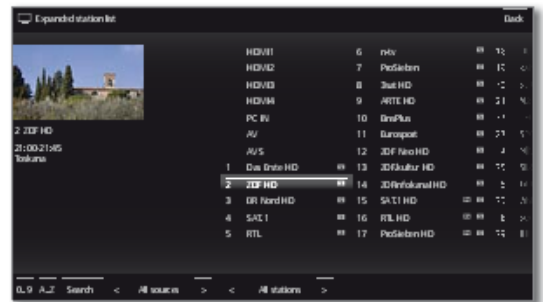 Expanded station list
Back
2 ZDF HD
21:00-21:45
Toskana
HDMI1
HDMI2
HDMI3
HDMI4
PC IN
AV
AVS
1 Das Erste HD
2 ZDF HD
3 BR Nord HD
4 SAT.1
5 RTL
6 n-tv
7 ProSieben
8 3sat HD
9 ARTE HD
10 EinsPlus
11 Eurosport
12 ZDF Neo HD
13 ZDF.kultur HD
14 ZDFinfokanal HD
15 SAT.1 HD
16 RTL HD
17 ProSieben HD
0...9 A...Z Search < All sources > < All stations >